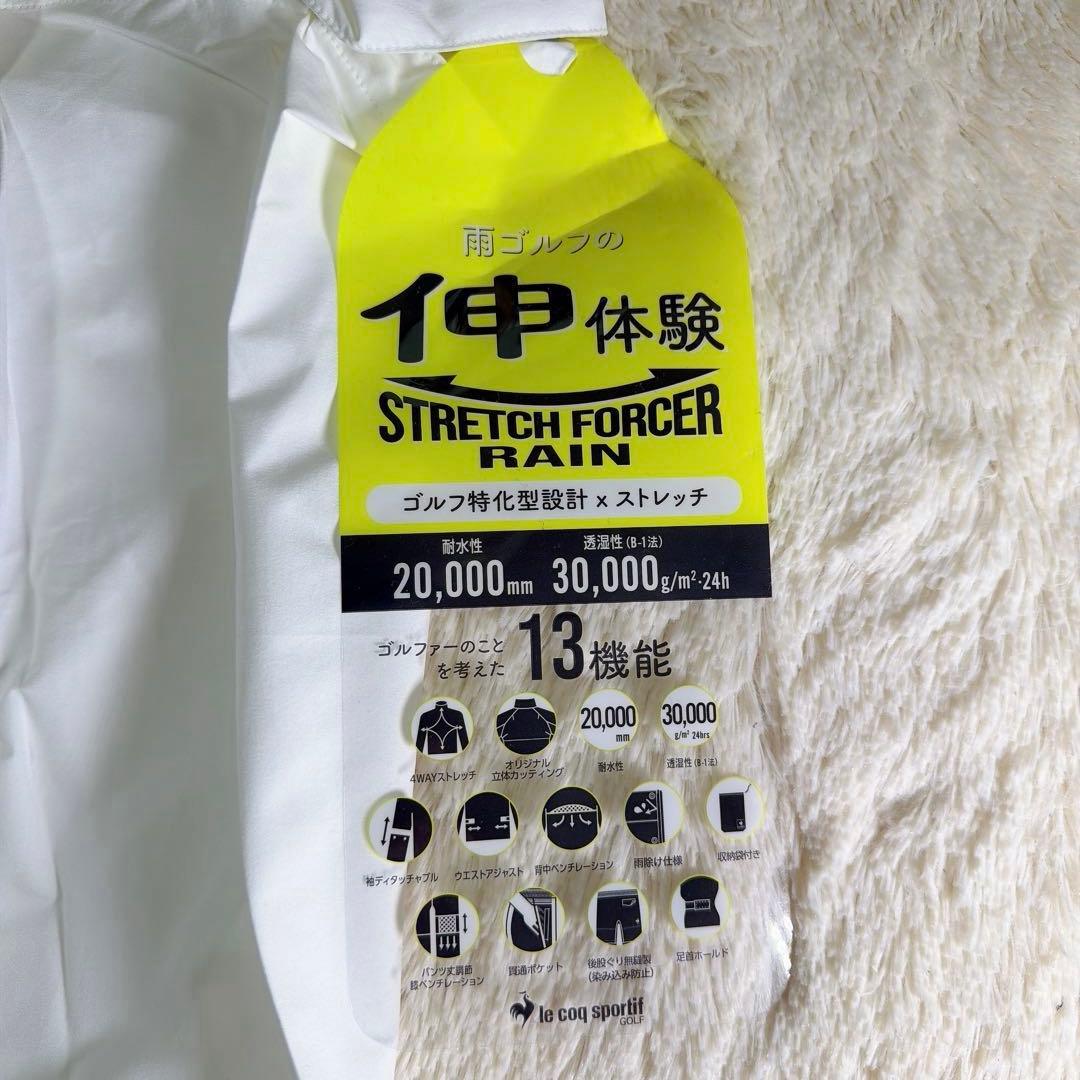 雨ゴルフの
伸体験
STRETCH FORCER
RAIN
ゴルフ特化型設計 x ストレッチ
耐水性 透湿性(B-1法)
20,000mm 30,000g/m²·24h
ゴルファーのこと
を考えた 13機能
20,000 mm 30,000 g/m² 24hrs
4WAYストレッチ オリジナル 立体カッティング 耐水性 透湿性(B-1法)
袖ディタッチャブル ウエストアジャスト 背中ベンチレーション 雨除け仕様 収納袋付き
パンツ丈調節 膝ベンチレーション 貫通ポケット 後股ぐり無縫製 (染み込み防止) 足首ホールド
le coq sportif
GOLF